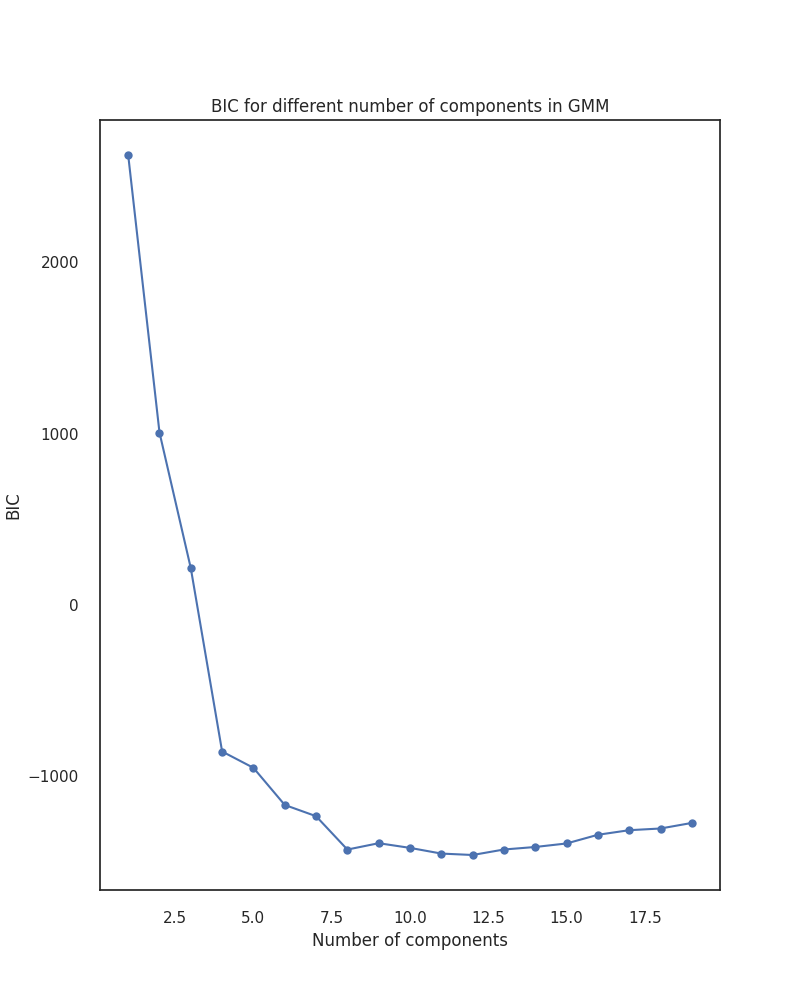 BIC for different number of components in GMM
2000
1000
0
−1000
BIC
2.5 5.0 7.5 10.0 12.5 15.0 17.5
Number of components